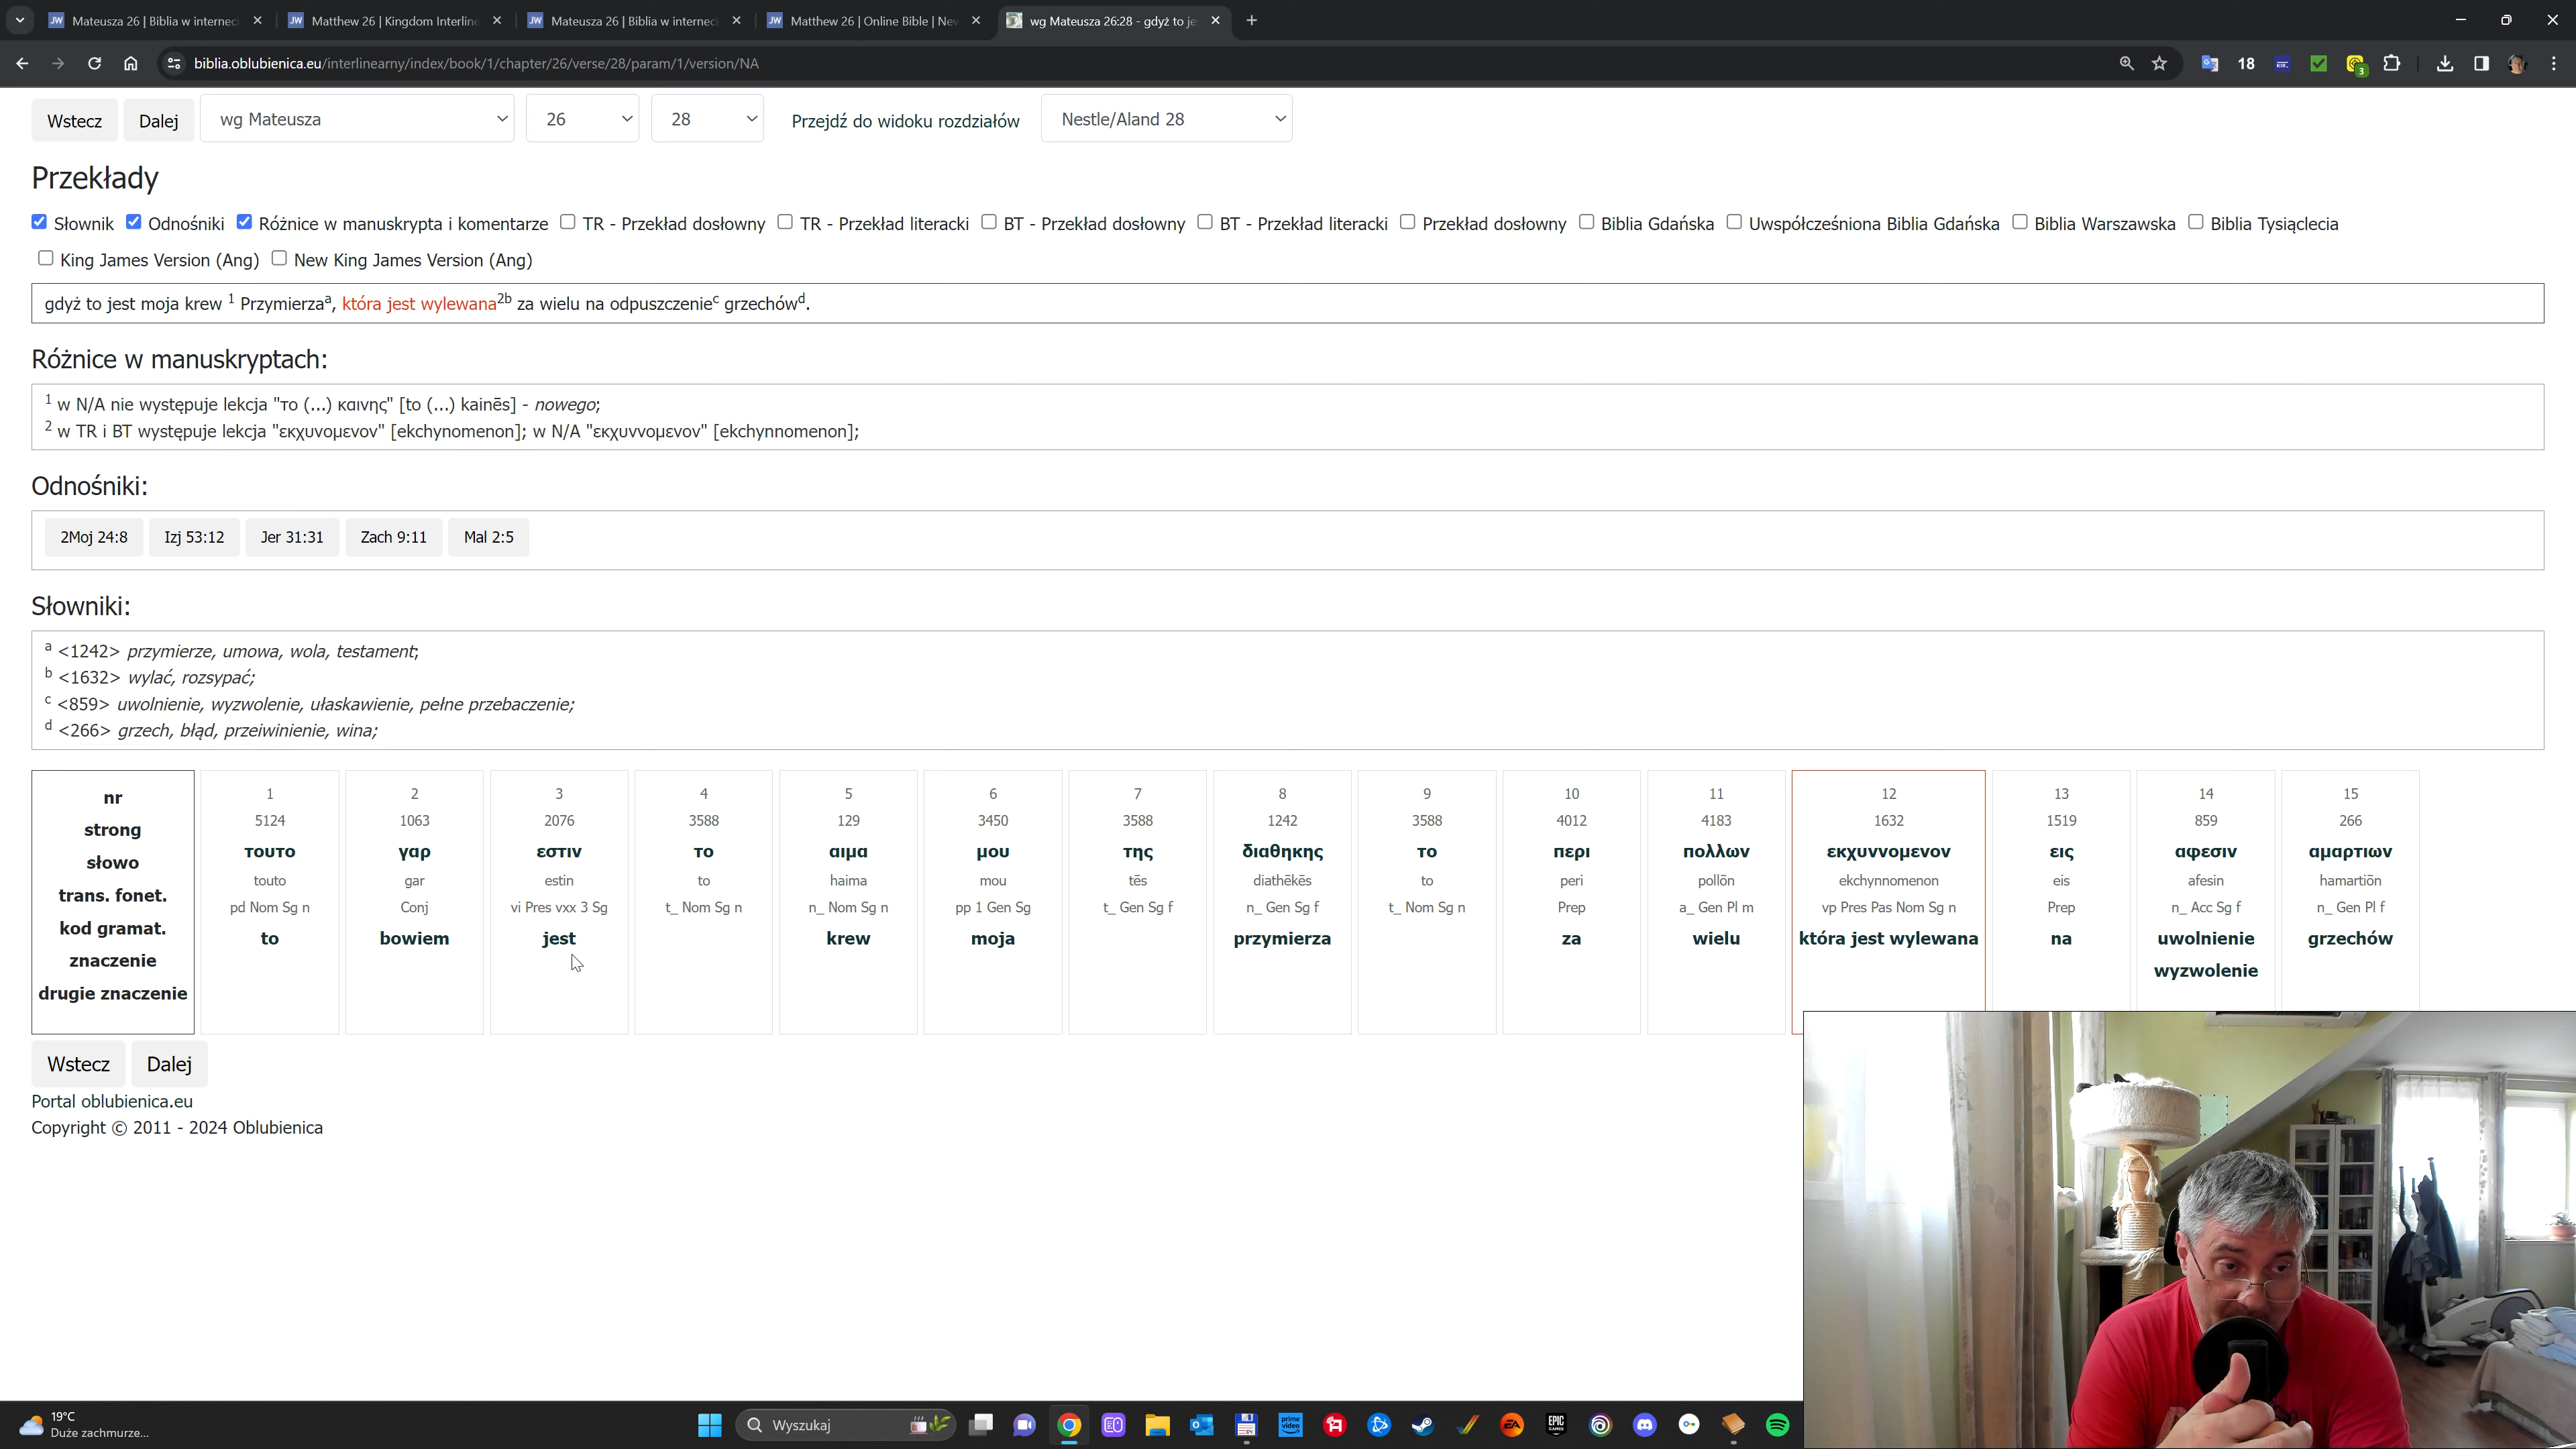 Mateusza 26 | Biblia w interneci
Matthew 26 | Kingdom Interline
Mateusza 26 | Biblia w interneci
Matthew 26 | Online Bible | New
wg Mateusza 26:28 - gdyż to je
biblia.oblubienica.eu/interlinearny/index/book/1/chapter/26/verse/28/param/1/version/NA
18
3
Wstecz Dalej wg Mateusza 26 28 Przejdź do widoku rozdziałów Nestle/Aland 28
Przekłady
Słownik Odnośniki Różnice w manuskrypta i komentarze TR - Przekład dosłowny TR - Przekład literacki BT - Przekład dosłowny BT - Przekład literacki Przekład dosłowny Biblia Gdańska Uwspółcześniona Biblia Gdańska Biblia Warszawska Biblia Tysiąclecia
King James Version (Ang) New King James Version (Ang)
gdyż to jest moja krew 1 Przymierza a, która jest wylewana 2b za wielu na odpuszczenie c grzechów d.
Różnice w manuskryptach:
1 w N/A nie występuje lekcja "το (...) καινης" [to (...) kainēs] - nowego;
2 w TR i BT występuje lekcja "εκχυνομενον" [ekchynomenon]; w N/A "εκχυννομενον" [ekchynnomenon];
Odnośniki:
2Moj 24:8 Izj 53:12 Jer 31:31 Zach 9:11 Mal 2:5
Słowniki:
a <1242> przymierze, umowa, wola, testament;
b <1632> wylać, rozsypać;
c <859> uwolnienie, wyzwolenie, ułaskawienie, pełne przebaczenie;
d <266> grzech, błąd, przeiwinienie, wina;
nr 1 2 3 4 5 6 7 8 9 10 11 12 13 14 15
strong 5124 1063 2076 3588 129 3450 3588 1242 3588 4012 4183 1632 1519 859 266
słowo τουτο γαρ εστιν το αιμα μου της διαθηκης το περι πολλων εκχυννομενον εις αφεσιν αμαρτιων
trans. fonet. touto gar estin to haima mou tēs diathēkēs to peri pollōn ekchynnomenon eis afesin hamartiōn
kod gramat. pd Nom Sg n Conj vi Pres vxx 3 Sg t_ Nom Sg n n_ Nom Sg n pp 1 Gen Sg t_ Gen Sg f n_ Gen Sg f t_ Nom Sg n Prep a_ Gen Pl m vp Pres Pas Nom Sg n Prep n_ Acc Sg f n_ Gen Pl f
znaczenie to bowiem jest krew moja przymierza za wielu która jest wylewana na uwolnienie grzechów
drugie znaczenie wyzwolenie
Wstecz Dalej
Portal oblubienica.eu
Copyright © 2011 - 2024 Oblubienica
19°C
Duże zachmurze...
Wyszukaj
prime video
EA
EPIC GAMES